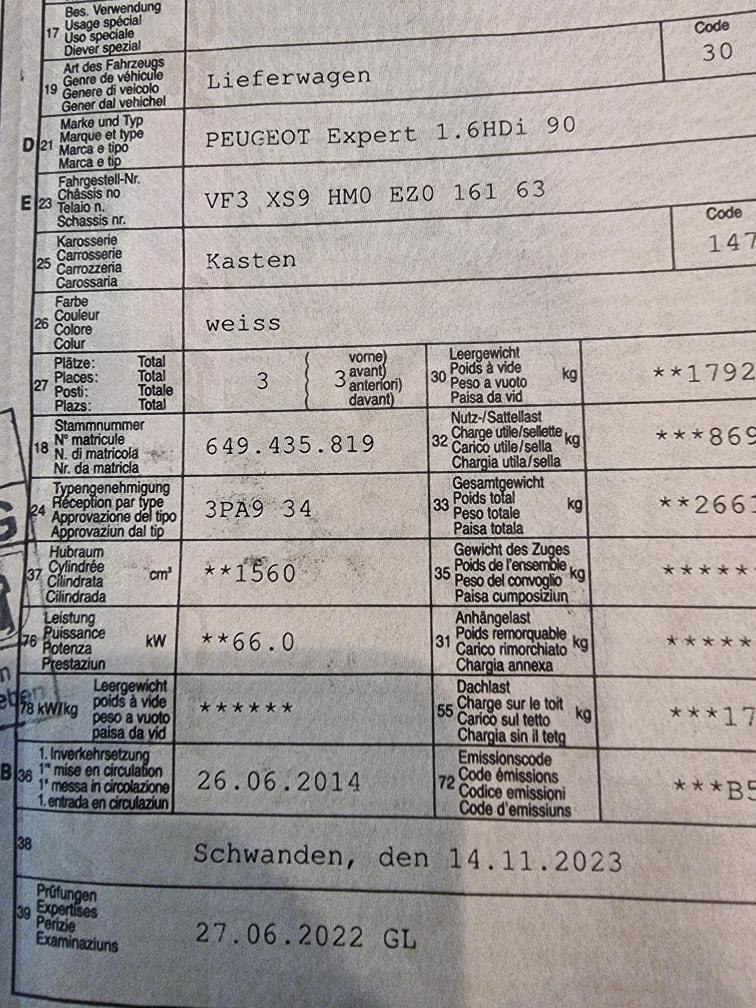 Bes. Verwendung
Usage spécial
17 Uso speciale
Diever spezial
Code
30
Art des Fahrzeugs
Genre de véhicule
19 Genere di veicolo
Gener dal vehichel
Lieferwagen
Marke und Typ
D 21 Marque et type
Marca e tipo
Marca e tip
PEUGEOT Expert 1.6HDi 90
Fahrgestell-Nr.
Châssis no
E 23 Telaio n.
Schassis nr.
VF3 XS9 HM0 EZ0 161 63
Code
147
Karosserie
Carrosserie
25 Carrozzeria
Carossaria
Kasten
Farbe
Couleur
26 Colore
Colur
weiss
Plätze: Total
27 Places: Total
Posti: Totale
Plazs: Total
3
3
vorne)
avant)
anteriori)
davant)
Leergewicht
30 Poids à vide kg
Peso a vuoto
Paisa da vid
**1792
Stammnummer
N° matricule
18 N. di matricola
Nr. da matricla
649.435.819
Nutz-/Sattellast
32 Charge utile/sellette kg
Carico utile/sella
Chargia utila/sella
***869
Typengenehmigung
24 Réception par type
Approvazione del tipo
Approvaziun dal tip
3PA9 34
Gesamtgewicht
33 Poids total kg
Peso totale
Paisa totala
**2661
Hubraum
37 Cylindrée cm³
Cilindrata
Cilindrada
**1560
Gewicht des Zuges
35 Poids de l'ensemble kg
Peso del convoglio
Paisa cumposiziun
*****
Leistung
76 Puissance kW
Potenza
Prestaziun
**66.0
Anhängelast
31 Poids remorquable kg
Carico rimorchiato
Chargia annexa
*****
Leergewicht
78 kW/kg poids à vide
peso a vuoto
paisa da vid
******
Dachlast
55 Charge sur le toit kg
Carico sul tetto
Chargia sin il tetg
***17
1. Inverkehrsetzung
B 36 1re mise en circulation
1a messa in circolazione
1. entrada en circulaziun
26.06.2014
Emissionscode
72 Code émissions
Codice emissioni
Code d'emissiuns
***B5
38
Schwanden, den 14.11.2023
Prüfungen
39 Expertises
Perizie
Examinaziuns
27.06.2022 GL